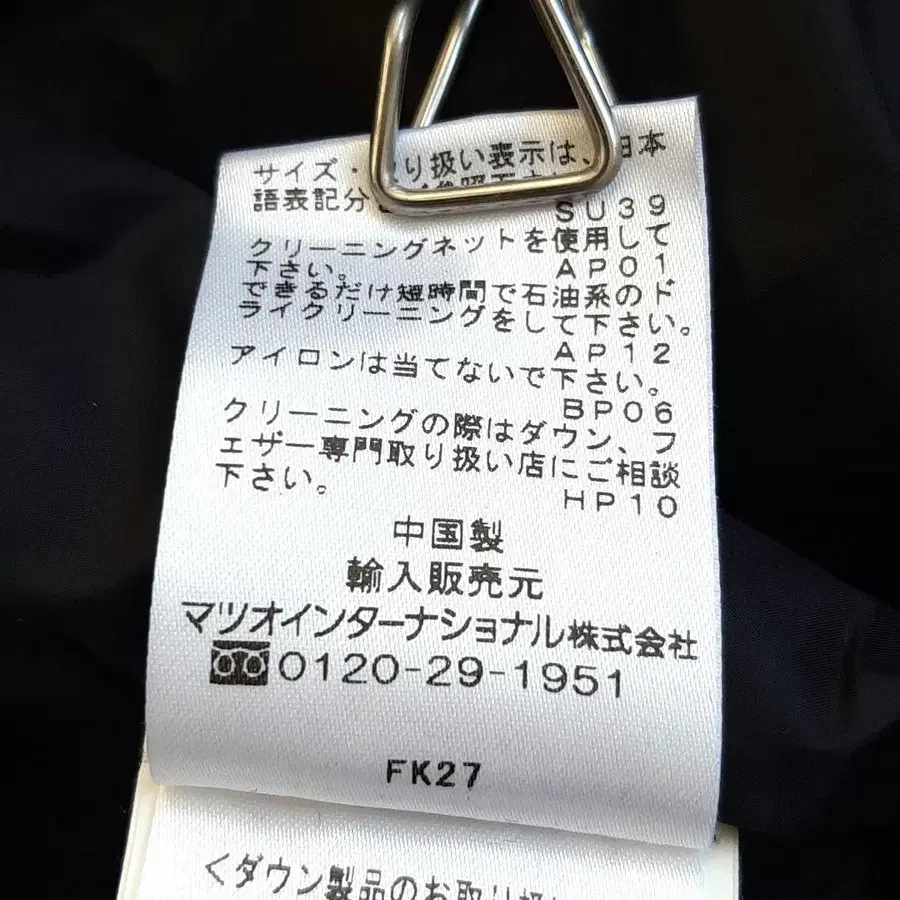 サイズ・り扱い表示は、日本
語表記分
SU39
クリーニングネットを使用して
下さい。
AP01
できるだけ短時間で石油系のド
ライクリーニングをして下さい。
AP12
アイロンは当てないで下さい。
BP06
クリーニングの際はダウン、フ
ェザー専門取り扱い店にご相談
下さい。
HP10
中国製
輸入販売元
マツオインターナショナル株式会社
0120-29-1951
FK27
くダウン製品のお取り扱